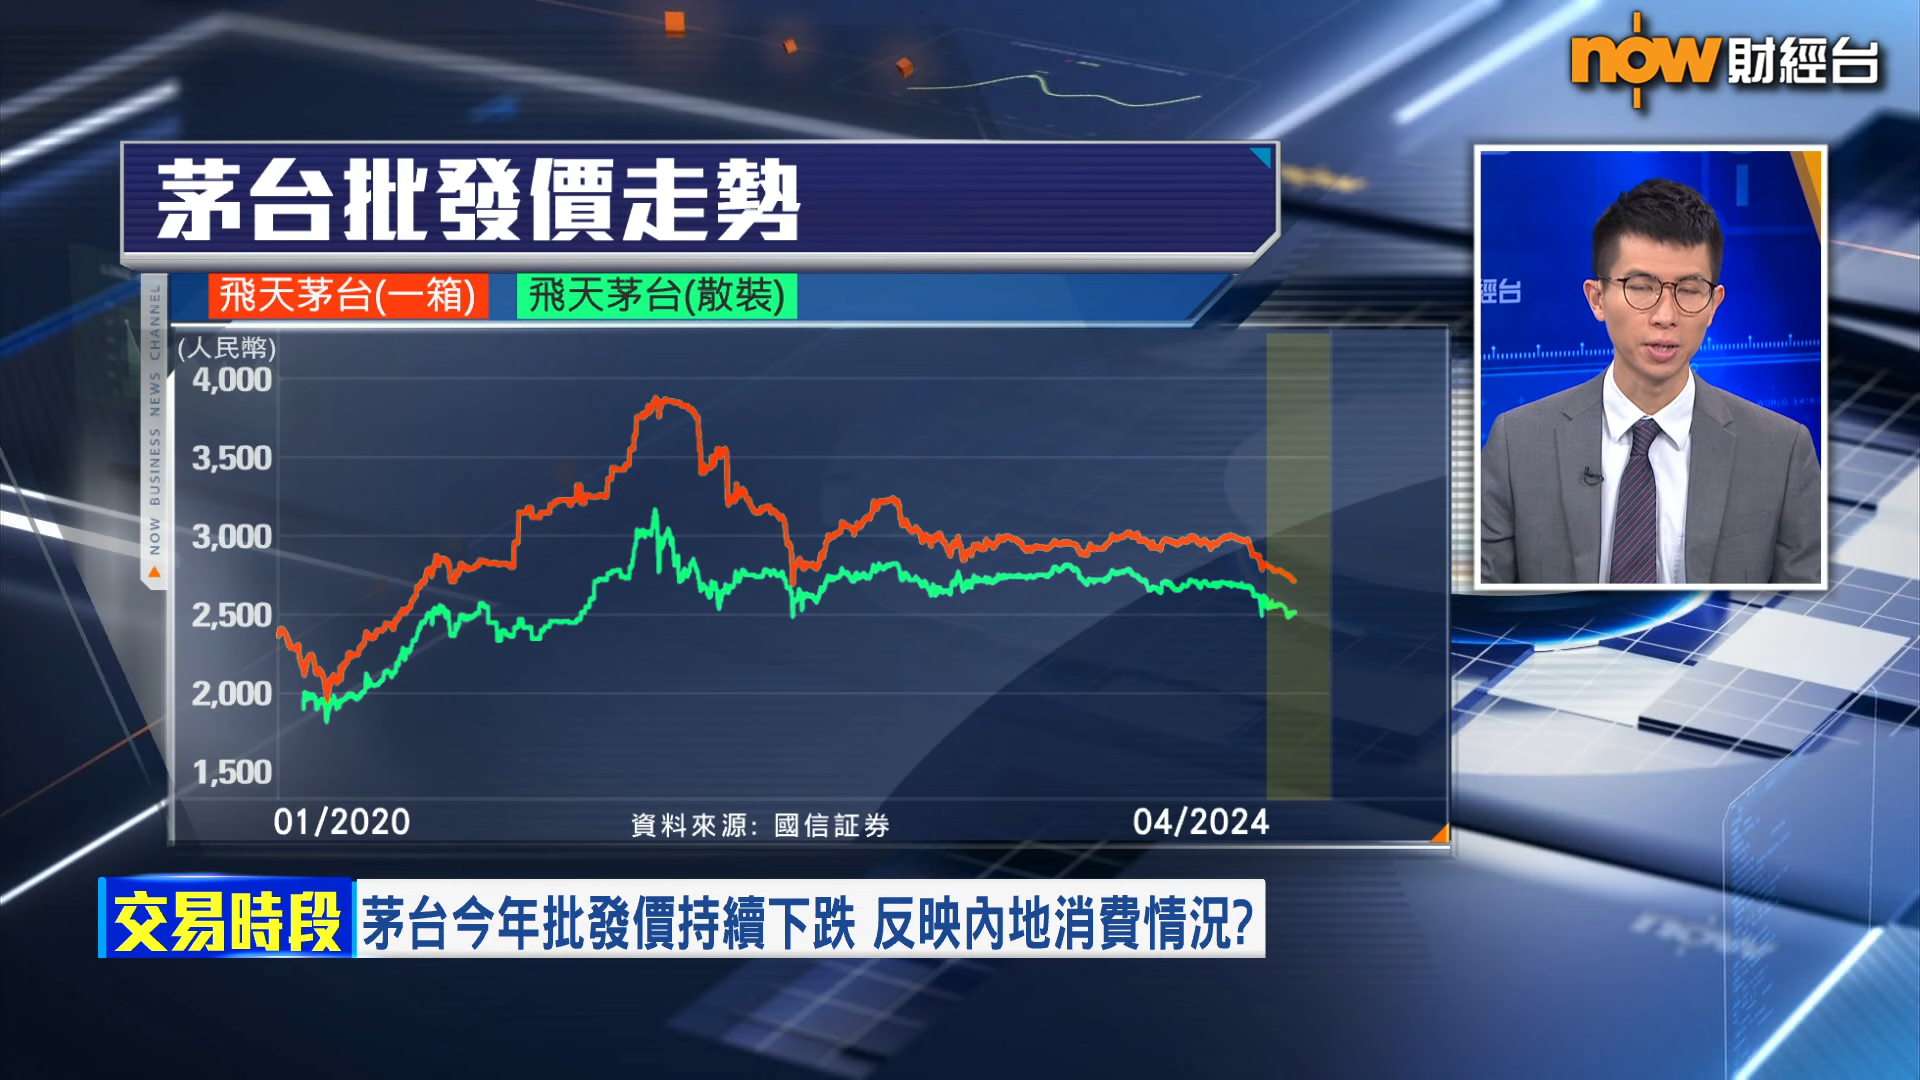 now財經台
茅台批發價走勢
飛天茅台(一箱) 飛天茅台(散裝)
(人民幣)
4,000
3,500
3,000
2,500
2,000
1,500
01/2020
資料來源: 國信証券
04/2024
NOW BUSINESS NEWS CHANNEL
經台
交易時段
茅台今年批發價持續下跌 反映內地消費情況?